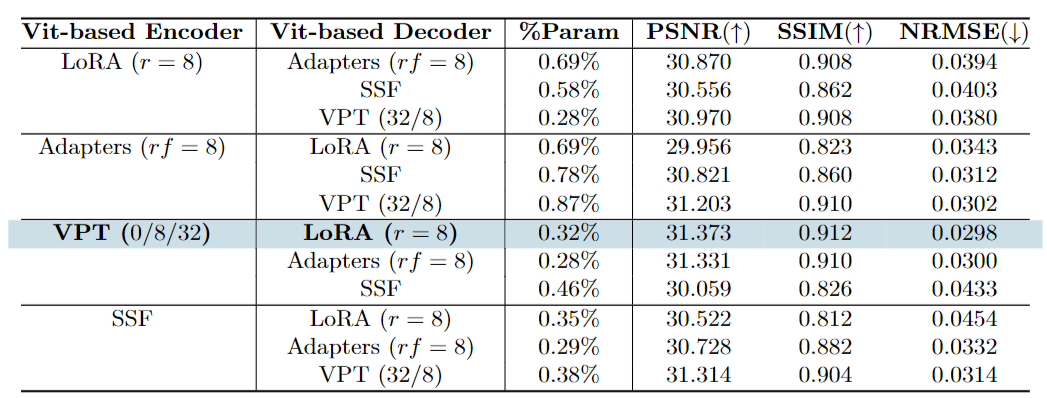 Vit-based Encoder Vit-based Decoder %Param PSNR(↑) SSIM(↑) NRMSE(↓)
LoRA (r = 8) Adapters (rf = 8) 0.69% 30.870 0.908 0.0394
SSF 0.58% 30.556 0.862 0.0403
VPT (32/8) 0.28% 30.970 0.908 0.0380
Adapters (rf = 8) LoRA (r = 8) 0.69% 29.956 0.823 0.0343
SSF 0.78% 30.821 0.860 0.0312
VPT (32/8) 0.87% 31.203 0.910 0.0302
VPT (0/8/32) LoRA (r = 8) 0.32% 31.373 0.912 0.0298
Adapters (rf = 8) 0.28% 31.331 0.910 0.0300
SSF 0.46% 30.059 0.826 0.0433
SSF LoRA (r = 8) 0.35% 30.522 0.812 0.0454
Adapters (rf = 8) 0.29% 30.728 0.882 0.0332
VPT (32/8) 0.38% 31.314 0.904 0.0314